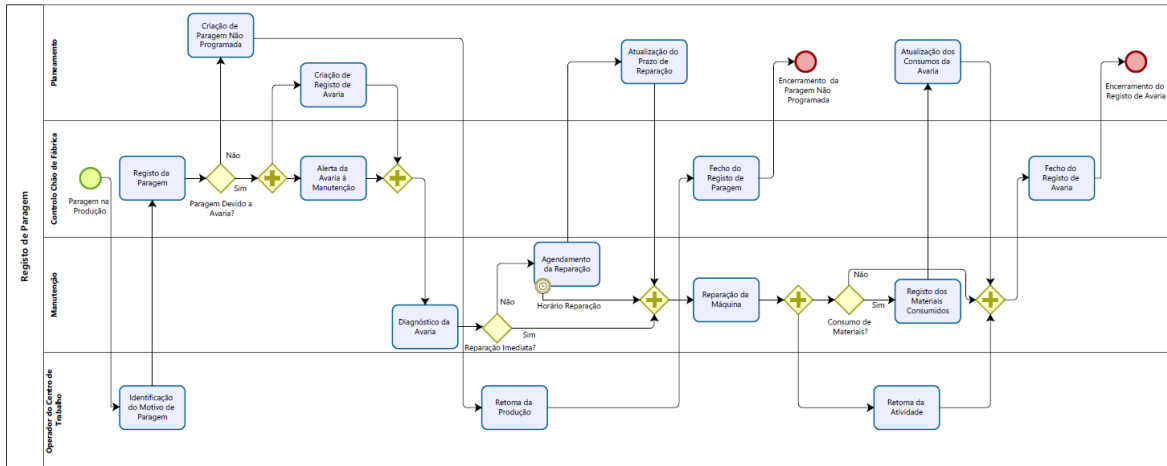 Registo de Paragem
Planeamento
Criação de
Paragem Não
Programada
Criação de
Registo de
Avaria
Atualização do
Prazo de
Reparação
Encerramento da
Paragem Não
Programada
Atualização dos
Consumos da
Avaria
Encerramento do
Registo de Avaria
Controlo Chão de Fábrica
Paragem na
Produção
Registo da
Paragem
Não
Sim
Paragem Devido a
Avaria?
Alerta da
Avaria à
Manutenção
Fecho do
Registo de
Paragem
Fecho do
Registo de
Avaria
Manutenção
Diagnóstico da
Avaria
Não
Sim
Reparação Imediata?
Agendamento
da Reparação
Horário Reparação
Reparação da
Máquina
Não
Sim
Consumo de
Materiais?
Registo dos
Materiais
Consumidos
Operador do Centro de
Trabalho
Identificação
do Motivo de
Paragem
Retoma da
Produção
Retoma da
Atividade